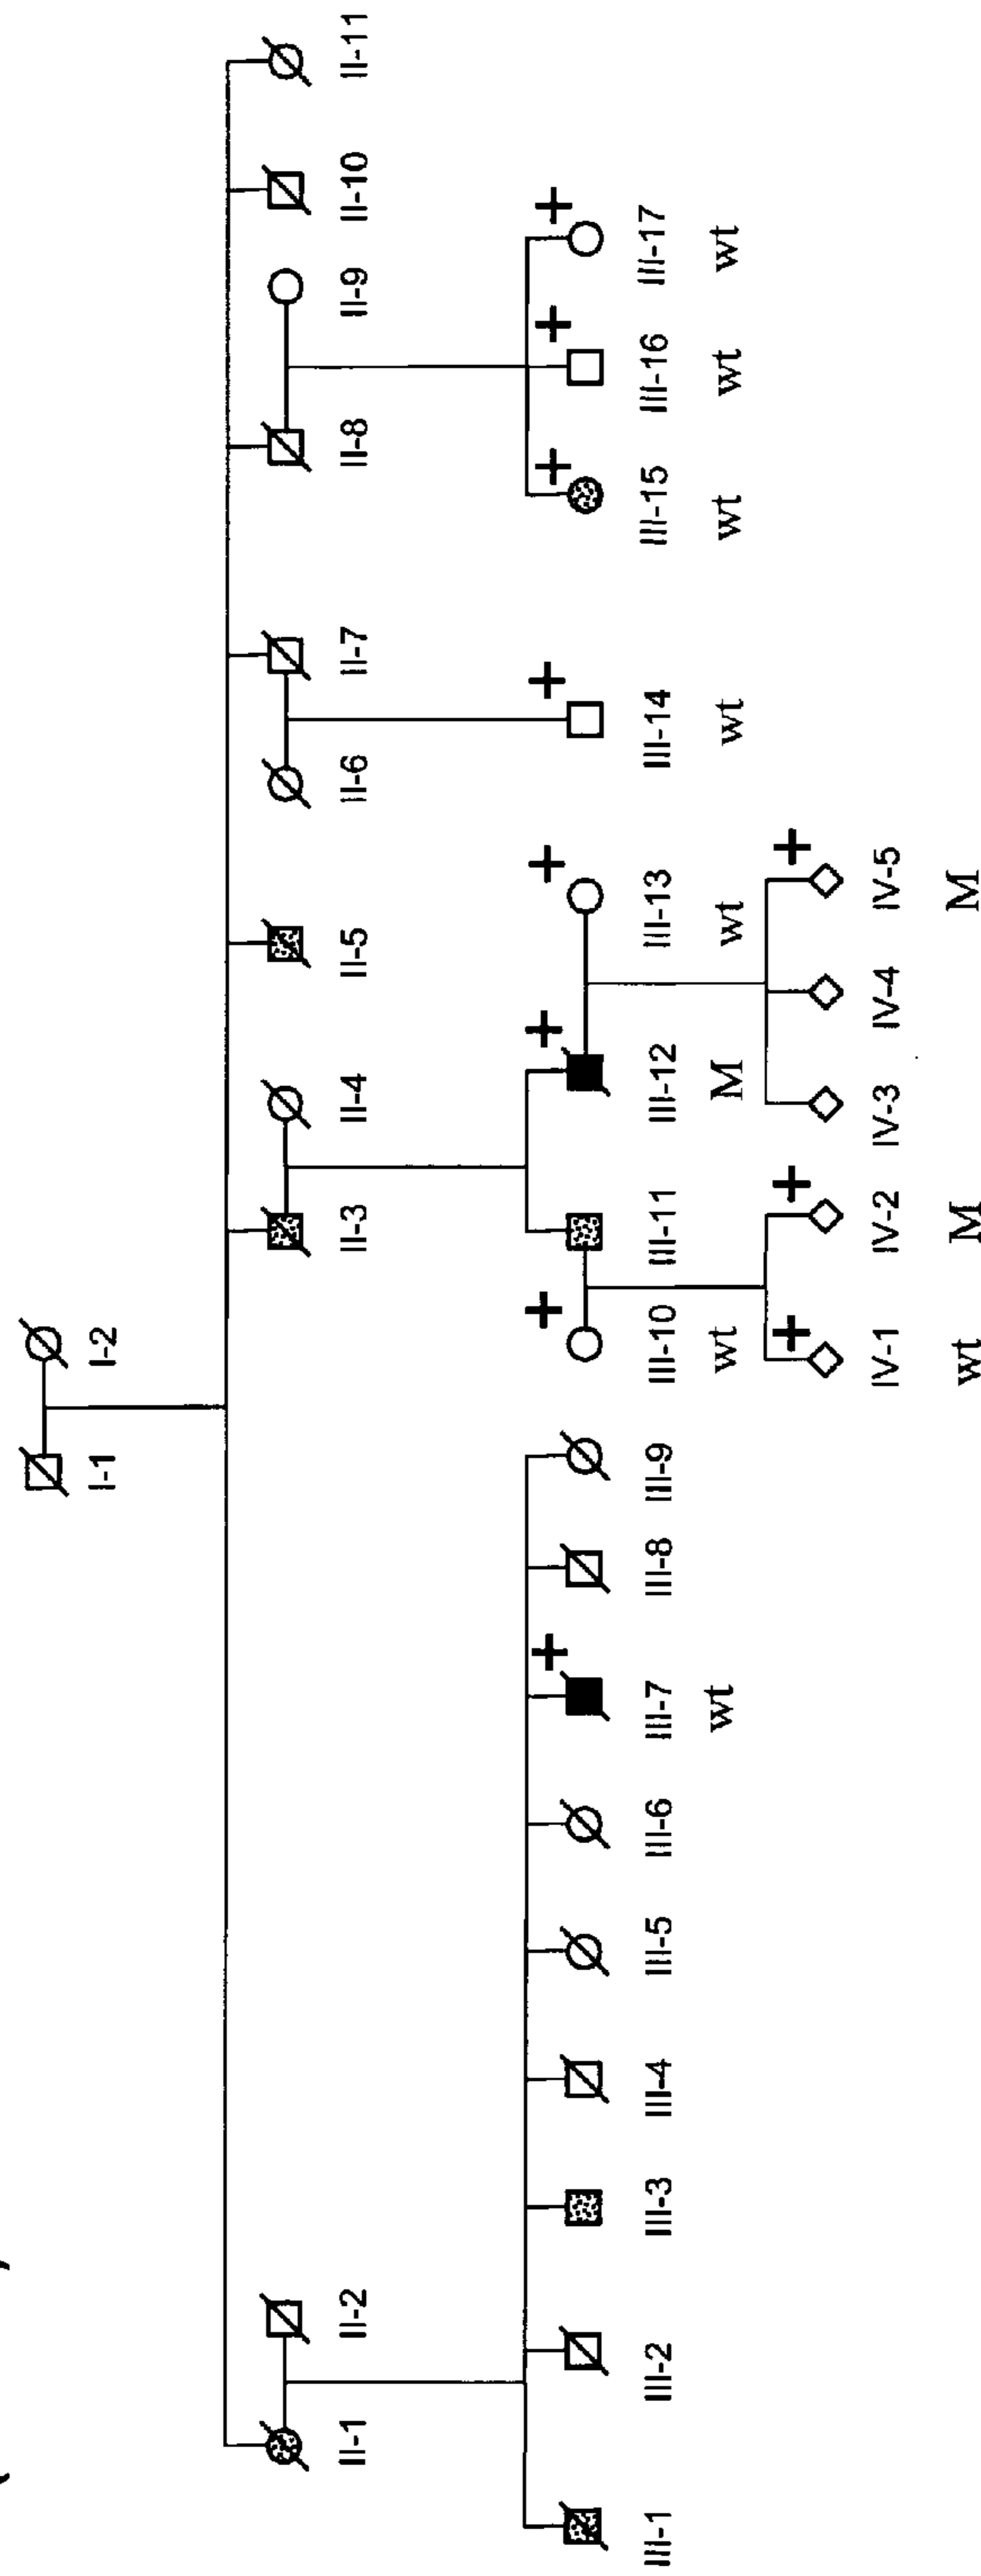 I-1 I-2
II-1 II-2 II-3 II-4 II-5 II-6 II-7 II-8 II-9 II-10 II-11
III-1 III-2 III-3 III-4 III-5 III-6 III-7 III-8 III-9 III-10 III-11 III-12 III-13 III-14 III-15 III-16 III-17
wt wt M wt wt wt wt wt
IV-1 IV-2 IV-3 IV-4 IV-5
wt M M